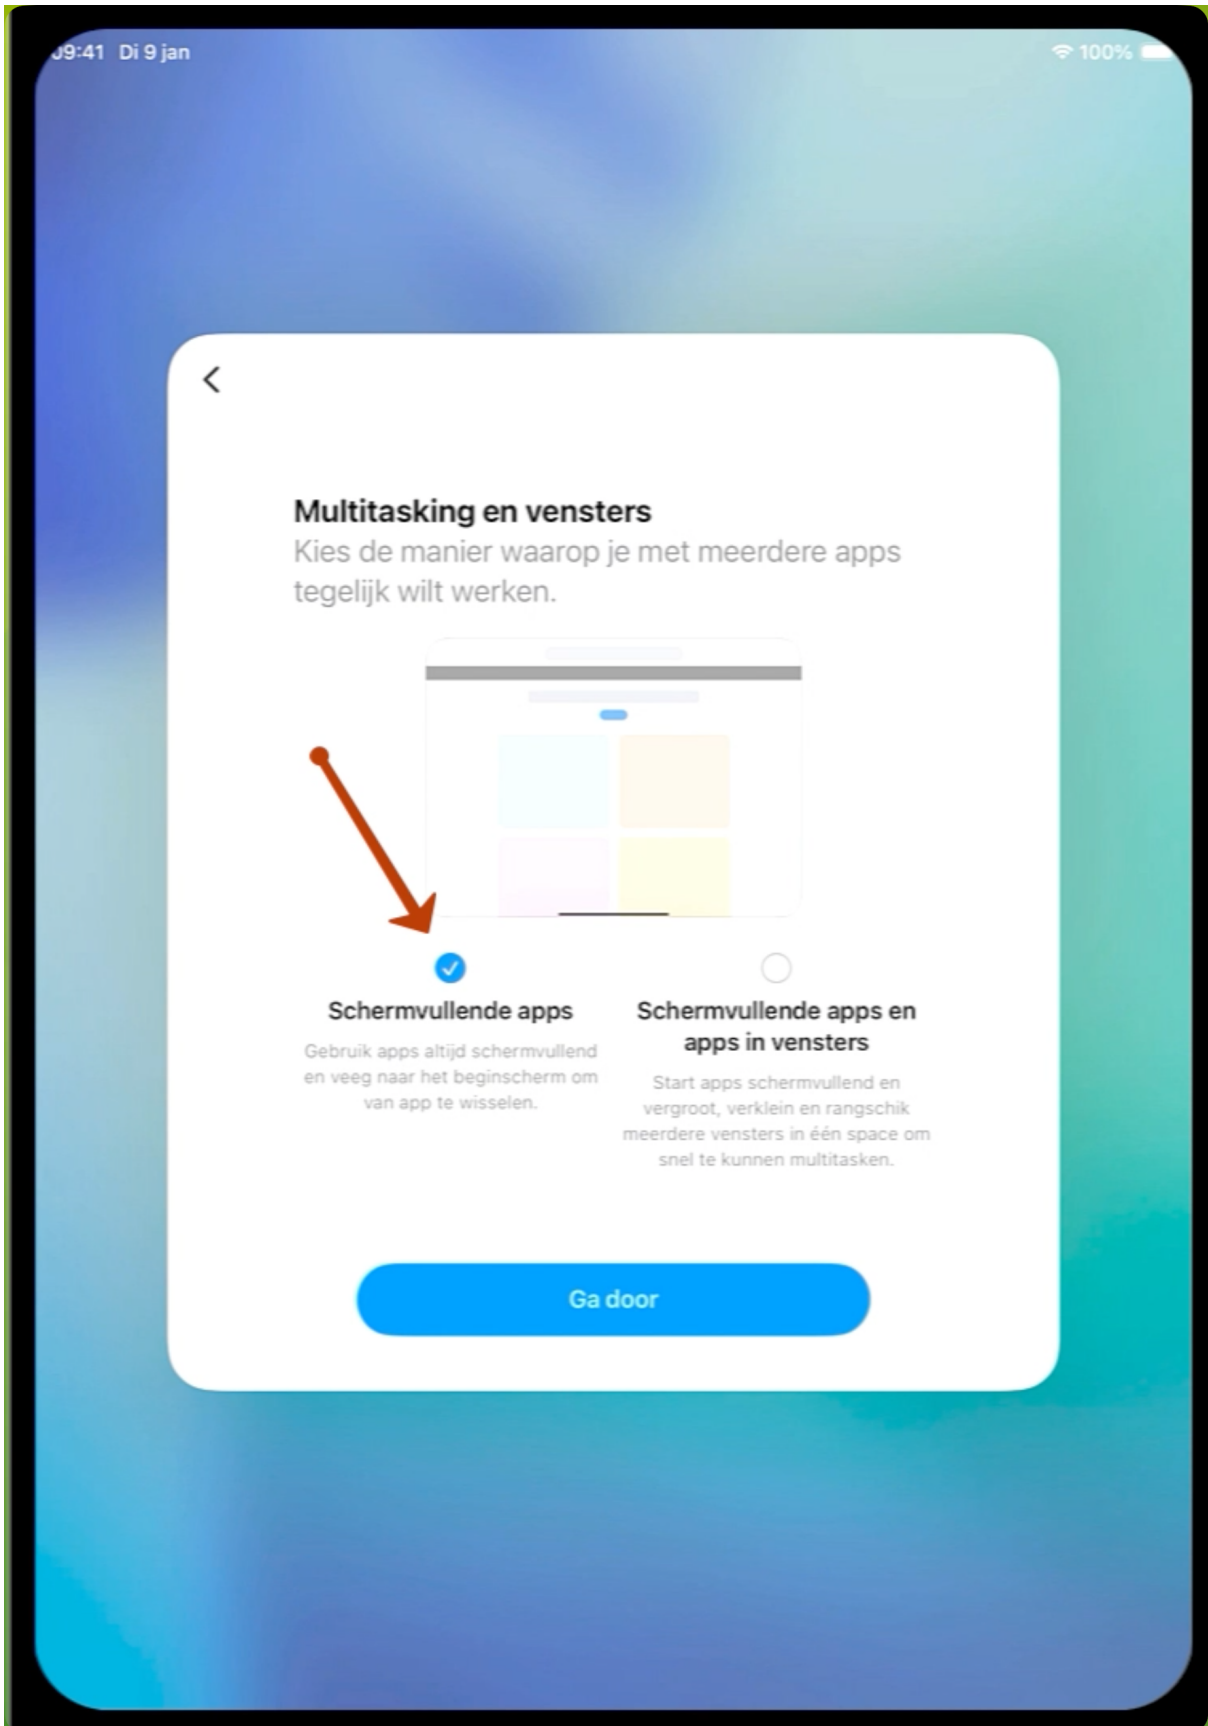 09:41 Di 9 jan
100%
Multitasking en vensters
Kies de manier waarop je met meerdere apps
tegelijk wilt werken.
Schermvullende apps
Gebruik apps altijd schermvullend
en veeg naar het beginscherm om
van app te wisselen.
Schermvullende apps en
apps in vensters
Start apps schermvullend en
vergroot, verklein en rangschik
meerdere vensters in één space om
snel te kunnen multitasken.
Ga door